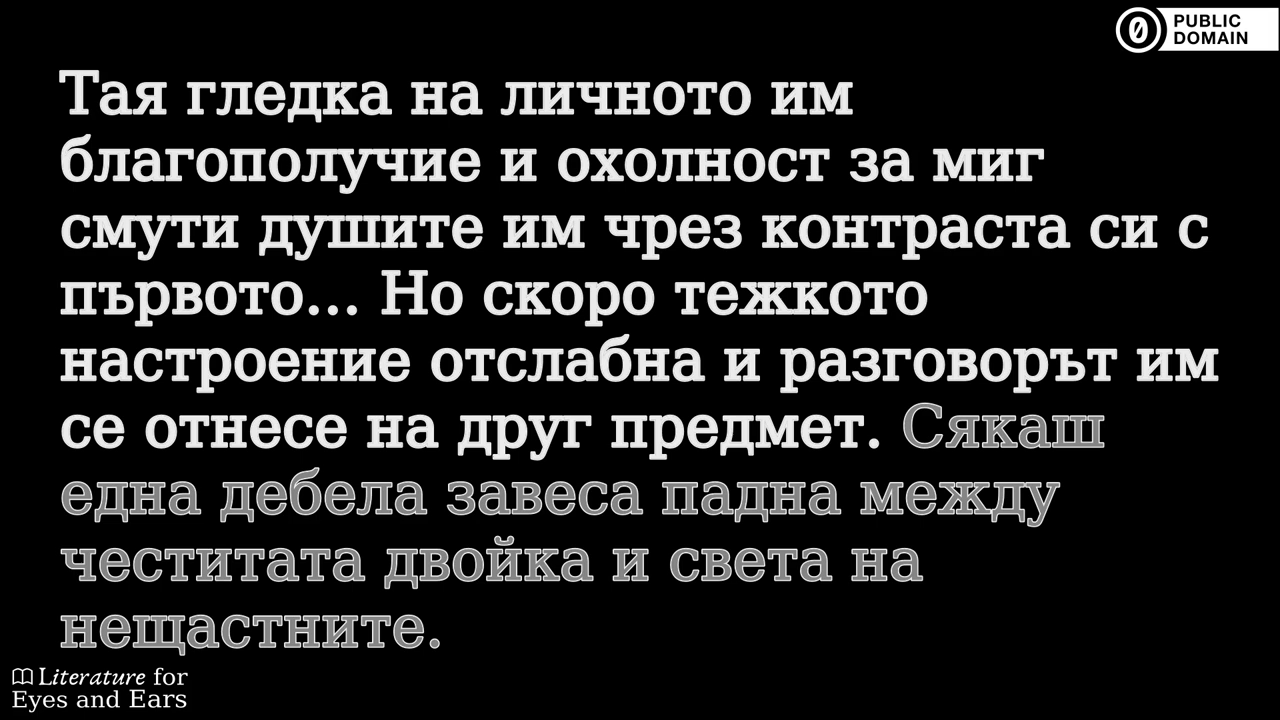 PUBLIC
DOMAIN
Тая гледка на личното им
благополучие и охолност за миг
смути душите им чрез контраста си с
първото... Но скоро тежкото
настроение отслабна и разговорът им
се отнесе на друг предмет. Сякаш
една дебела завеса падна между
честитата двойка и света на
нещастните.
Literature for
Eyes and Ears